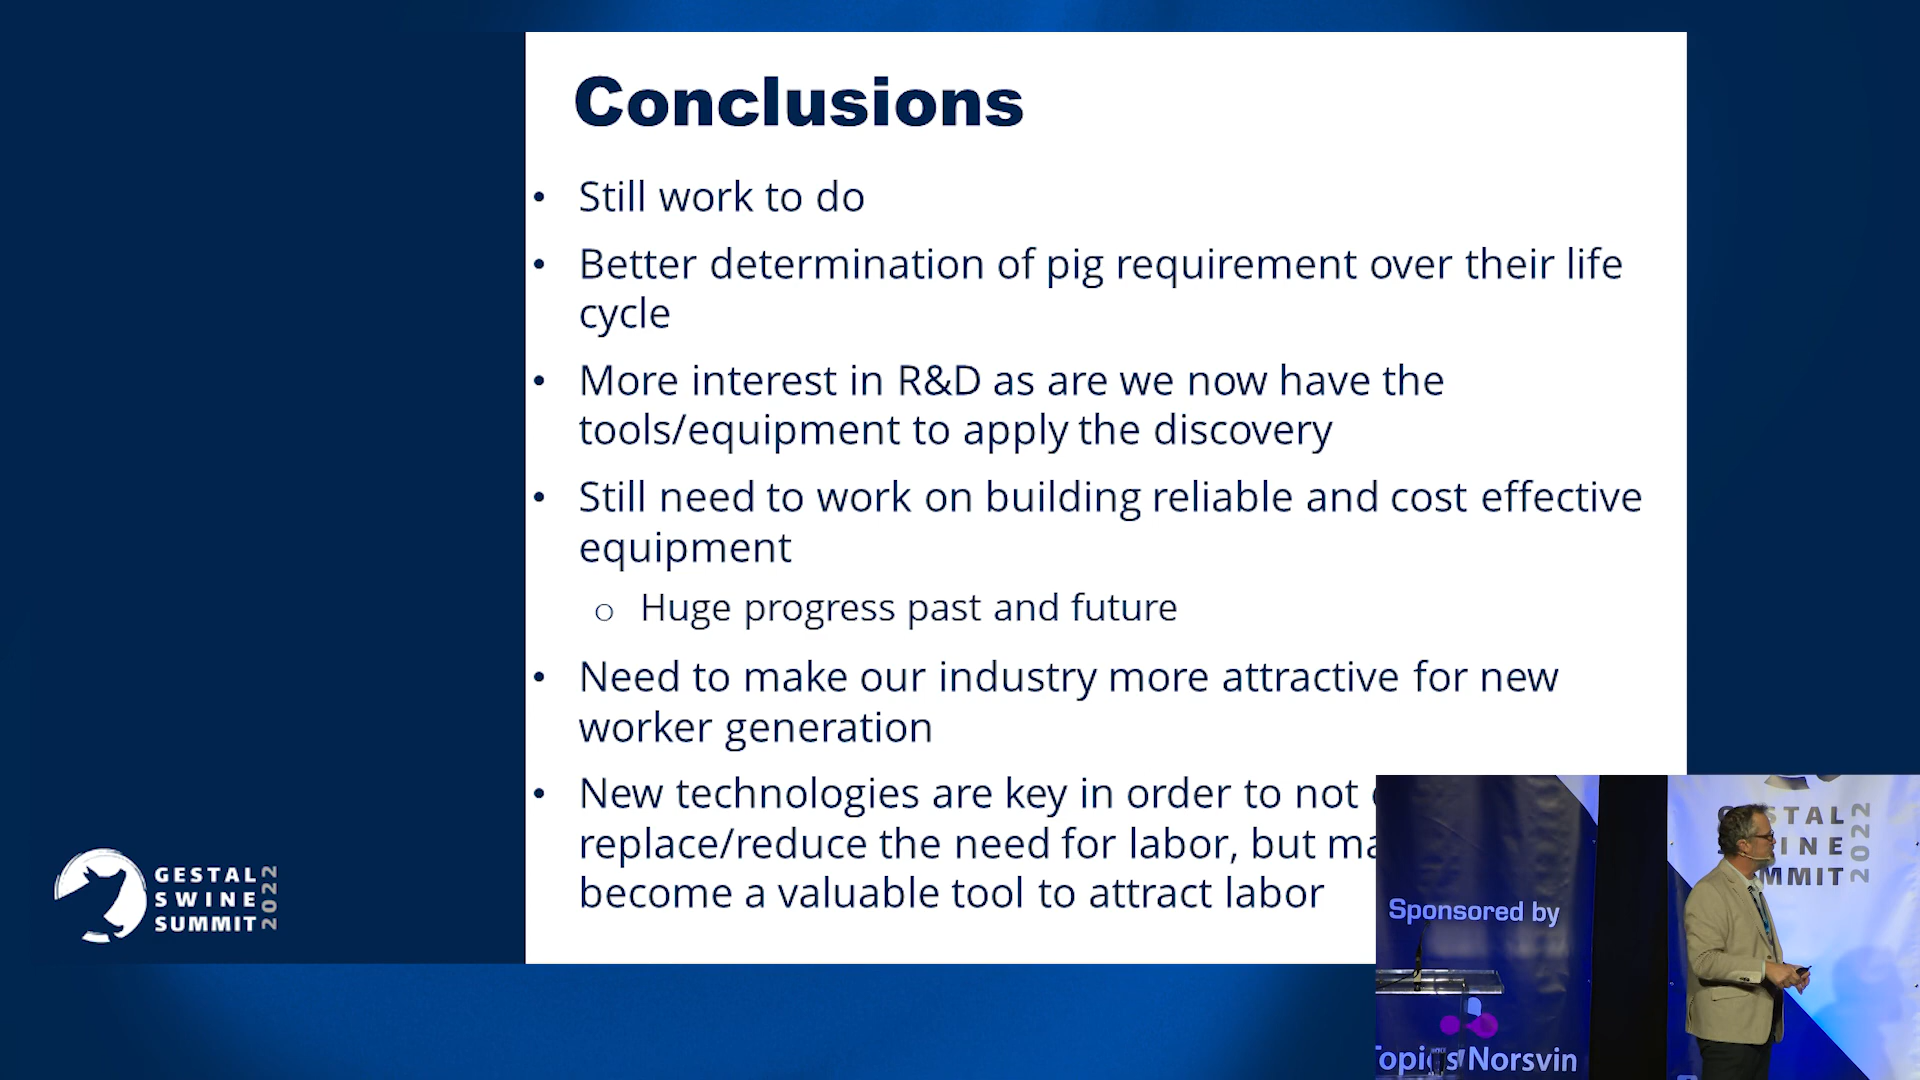 Conclusions
• Still work to do
• Better determination of pig requirement over their life
cycle
• More interest in R&D as are we now have the
tools/equipment to apply the discovery
• Still need to work on building reliable and cost effective
equipment
o Huge progress past and future
• Need to make our industry more attractive for new
worker generation
• New technologies are key in order to not
replace/reduce the need for labor, but
become a valuable tool to attract labor
GESTAL
SWINE
SUMMIT 2022
Sponsored by
Norsvin
2022